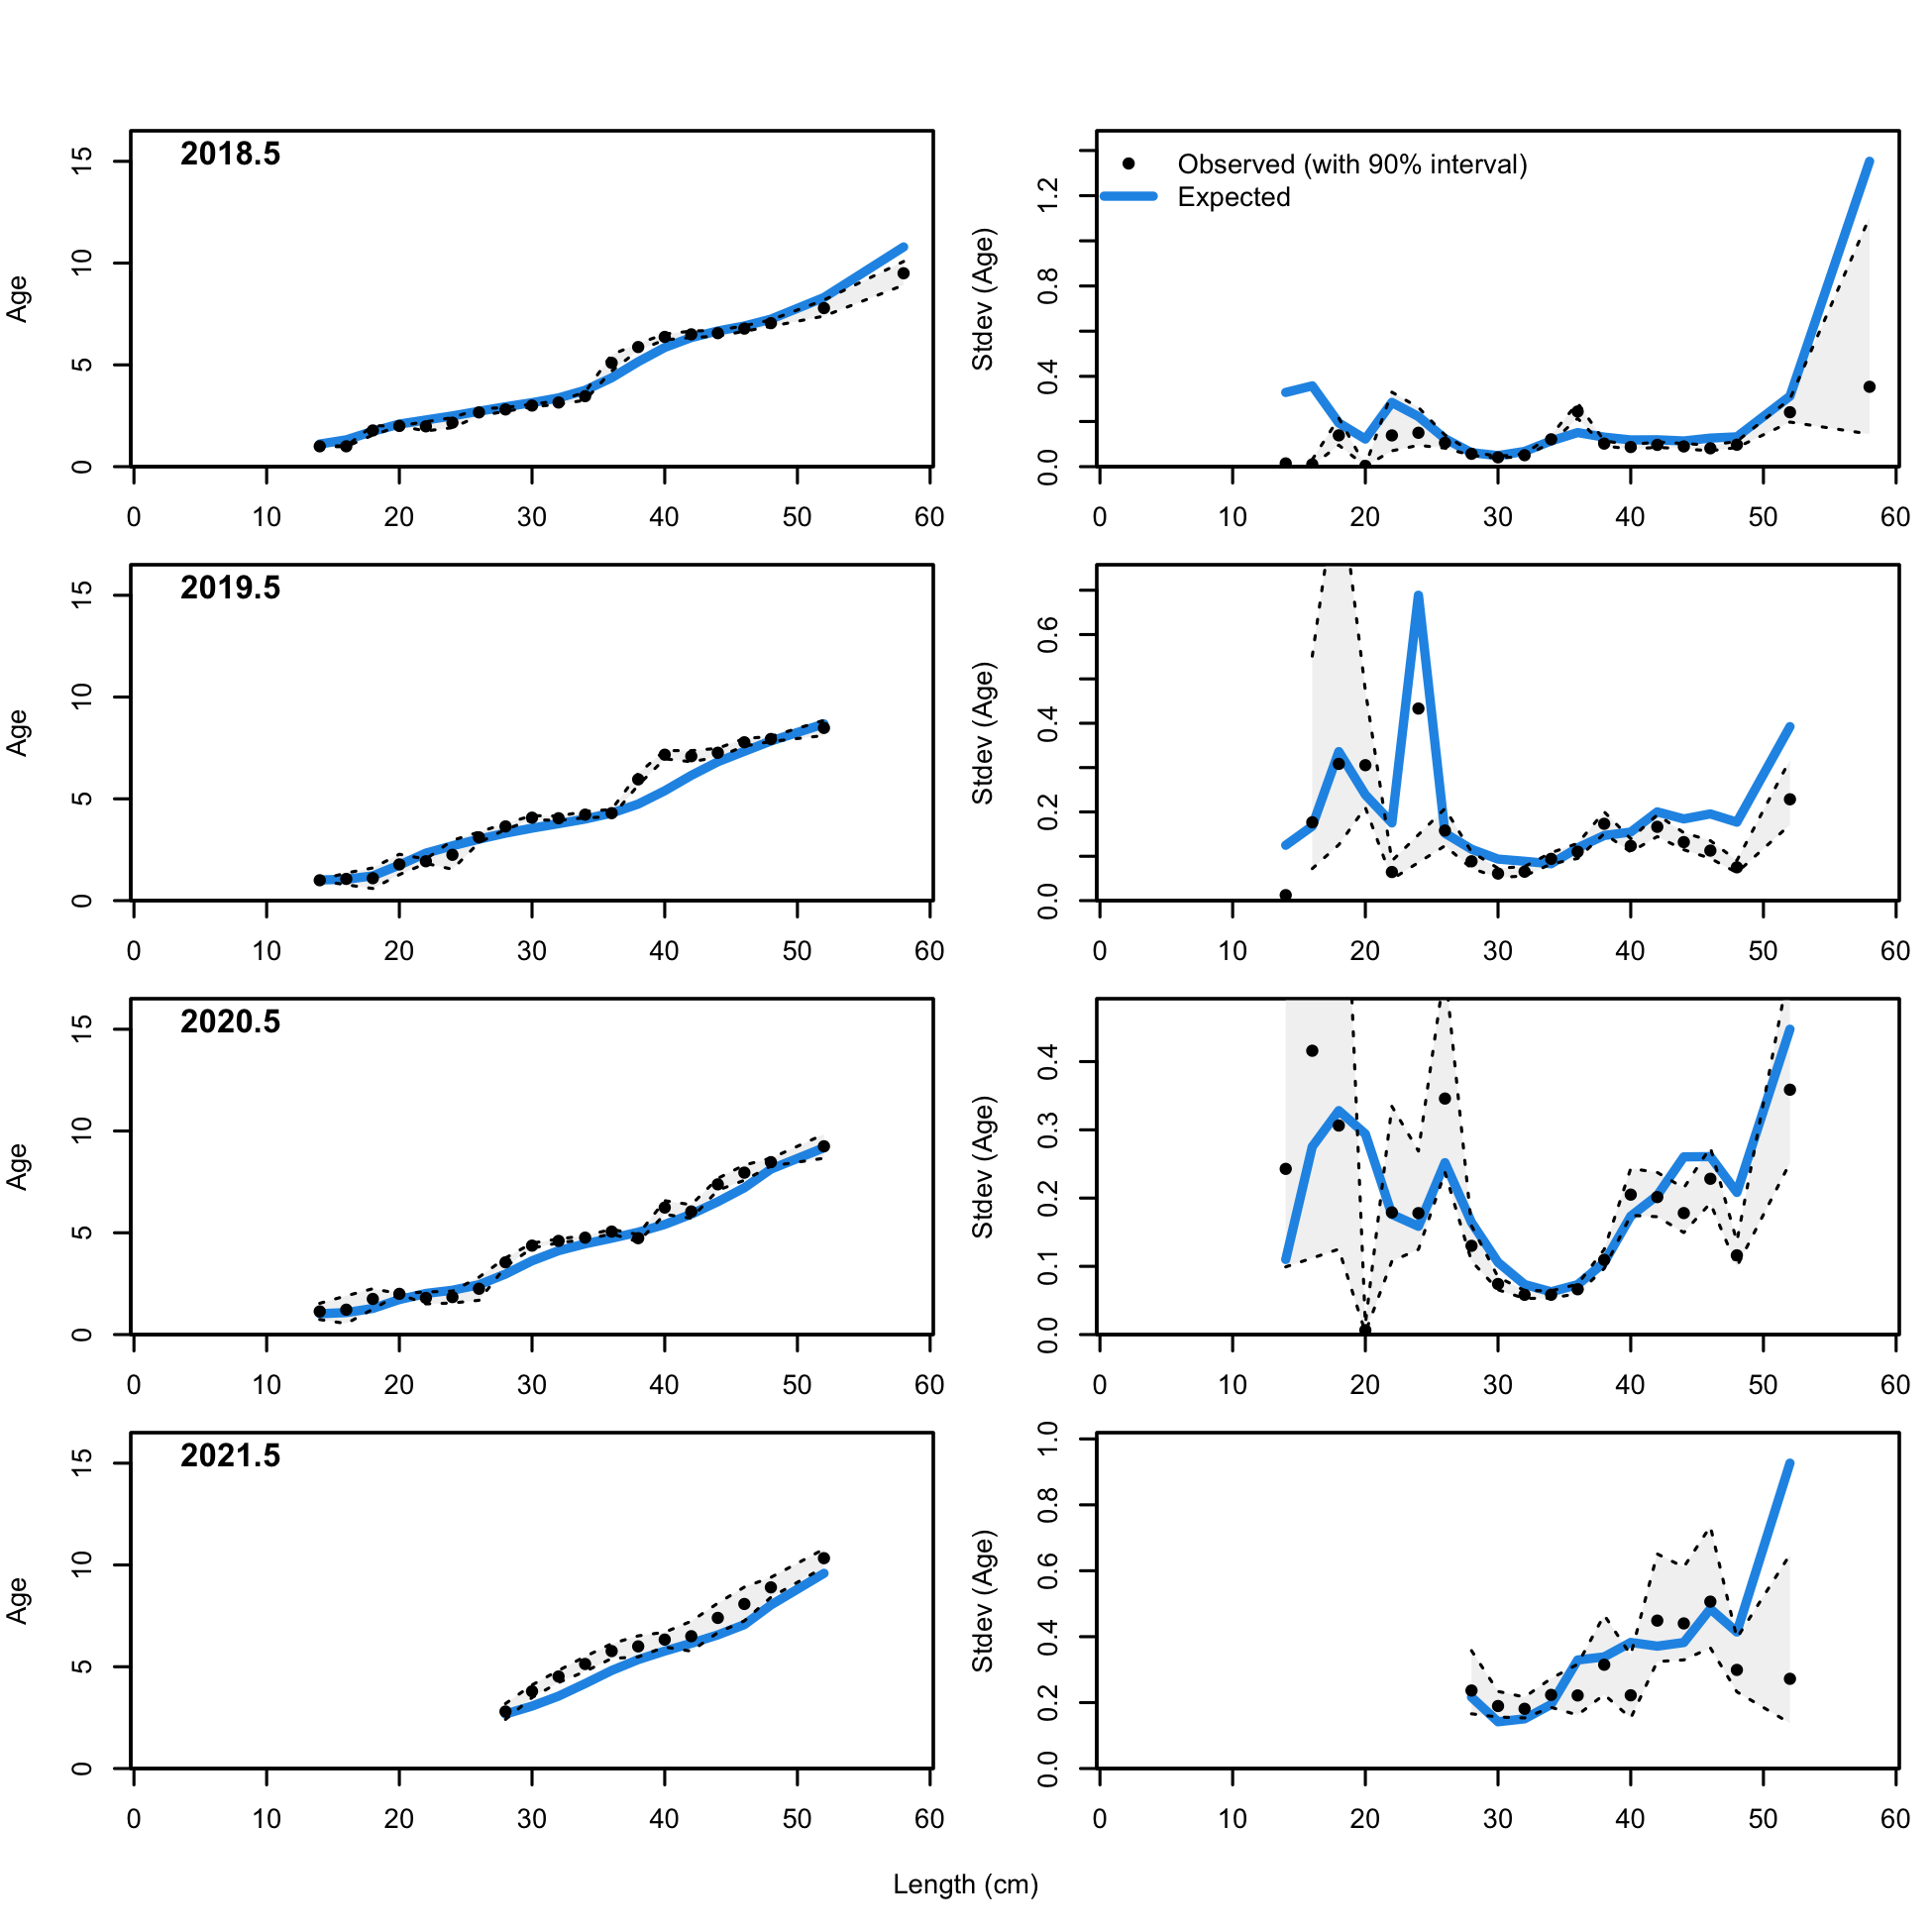 2018.5
Age
0 5 10 15
0 10 20 30 40 50 60
Observed (with 90% interval)
Expected
Stdev (Age)
0.0 0.4 0.8 1.2
0 10 20 30 40 50 60
2019.5
Age
0 5 10 15
0 10 20 30 40 50 60
Stdev (Age)
0.0 0.2 0.4 0.6
0 10 20 30 40 50 60
2020.5
Age
0 5 10 15
0 10 20 30 40 50 60
Stdev (Age)
0.0 0.1 0.2 0.3 0.4
0 10 20 30 40 50 60
2021.5
Age
0 5 10 15
0 10 20 30 40 50 60
Stdev (Age)
0.0 0.2 0.4 0.6 0.8 1.0
0 10 20 30 40 50 60
Length (cm)